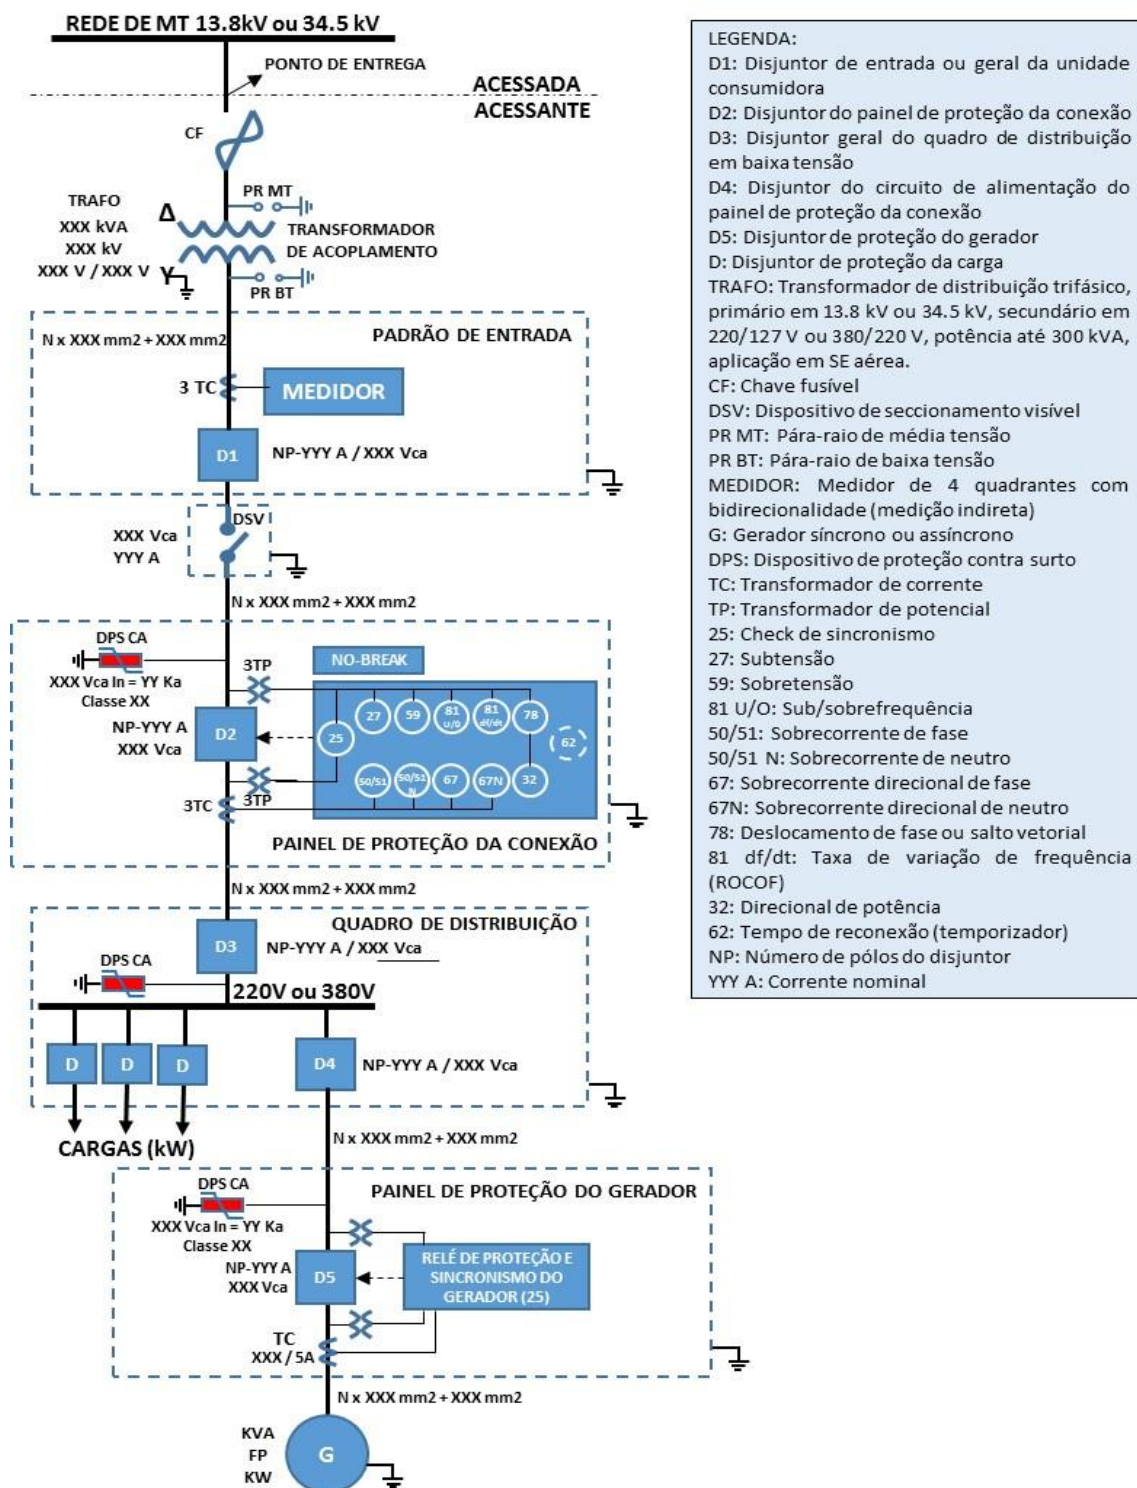 REDE DE MT 13.8kV ou 34.5 kV
PONTO DE ENTREGA
ACESSADA
ACESSANTE
CF
PR MT
TRAFO
XXX kVA
XXX kV
XXX V / XXX V
Δ
Y
TRANSFORMADOR
DE ACOPLAMENTO
PR BT
PADRÃO DE ENTRADA
N x XXX mm2 + XXX mm2
3 TC
MEDIDOR
D1
NP-YYY A / XXX Vca
DSV
XXX Vca
YYY A
N x XXX mm2 + XXX mm2
DPS CA
XXX Vca In = YY Ka
Classe XX
3TP
NO-BREAK
NP-YYY A
XXX Vca
D2
25
27
59
81
U/O
81
df/dt
78
62
50/51
50/51
N
67
67N
32
3TC
3TP
PAINEL DE PROTEÇÃO DA CONEXÃO
N x XXX mm2 + XXX mm2
QUADRO DE DISTRIBUIÇÃO
D3
NP-YYY A / XXX Vca
DPS CA
220V ou 380V
D
D
D
D4
NP-YYY A / XXX Vca
CARGAS (kW)
N x XXX mm2 + XXX mm2
DPS CA
PAINEL DE PROTEÇÃO DO GERADOR
XXX Vca In = YY Ka
Classe XX
NP-YYY A
XXX Vca
D5
RELÉ DE PROTEÇÃO E
SINCRONISMO DO
GERADOR (25)
TC
XXX / 5A
N x XXX mm2 + XXX mm2
KVA
FP
KW
G
LEGENDA:
D1: Disjuntor de entrada ou geral da unidade
consumidora
D2: Disjuntor do painel de proteção da conexão
D3: Disjuntor geral do quadro de distribuição
em baixa tensão
D4: Disjuntor do circuito de alimentação do
painel de proteção da conexão
D5: Disjuntor de proteção do gerador
D: Disjuntor de proteção da carga
TRAFO: Transformador de distribuição trifásico,
primário em 13.8 kV ou 34.5 kV, secundário em
220/127 V ou 380/220 V, potência até 300 kVA,
aplicação em SE aérea.
CF: Chave fusível
DSV: Dispositivo de seccionamento visível
PR MT: Pára-raio de média tensão
PR BT: Pára-raio de baixa tensão
MEDIDOR: Medidor de 4 quadrantes com
bidirecionalidade (medição indireta)
G: Gerador síncrono ou assíncrono
DPS: Dispositivo de proteção contra surto
TC: Transformador de corrente
TP: Transformador de potencial
25: Check de sincronismo
27: Subtensão
59: Sobretensão
81 U/O: Sub/sobrefrequência
50/51: Sobrecorrente de fase
50/51 N: Sobrecorrente de neutro
67: Sobrecorrente direcional de fase
67N: Sobrecorrente direcional de neutro
78: Deslocamento de fase ou salto vetorial
81 df/dt: Taxa de variação de frequência
(ROCOF)
32: Direcional de potência
62: Tempo de reconexão (temporizador)
NP: Número de pólos do disjuntor
YYY A: Corrente nominal